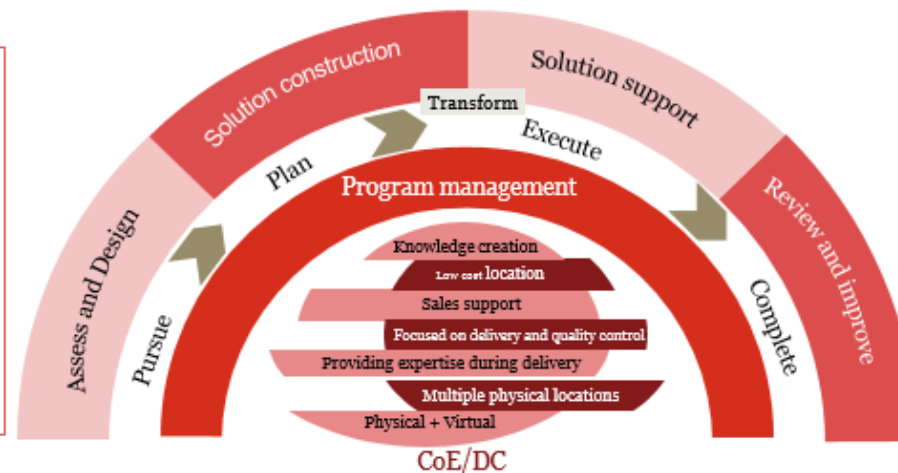 Assess and Design
Solution construction
Solution support
Review and improve
Transform
Pursue
Plan
Execute
Complete
Program management
Knowledge creation
Low cost location
Sales support
Focused on delivery and quality control
Providing expertise during delivery
Multiple physical locations
Physical + Virtual
CoE/DC